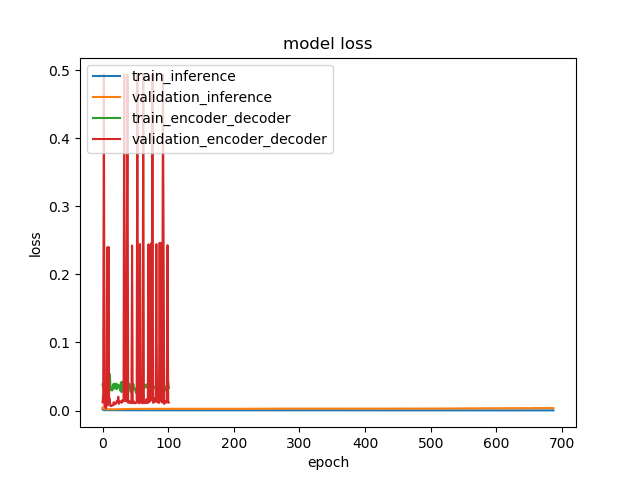 model loss
train_inference
validation_inference
train_encoder_decoder
validation_encoder_decoder
loss
0.5
0.4
0.3
0.2
0.1
0.0
0 100 200 300 400 500 600 700
epoch